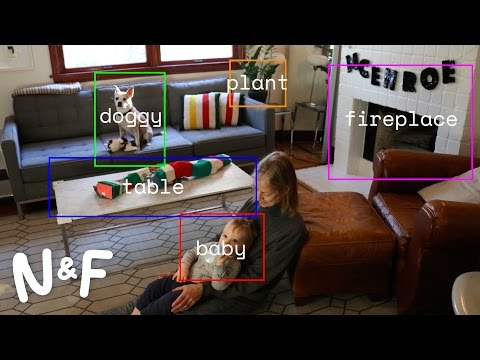 plant
doggy
fireplace
table
baby
N&F